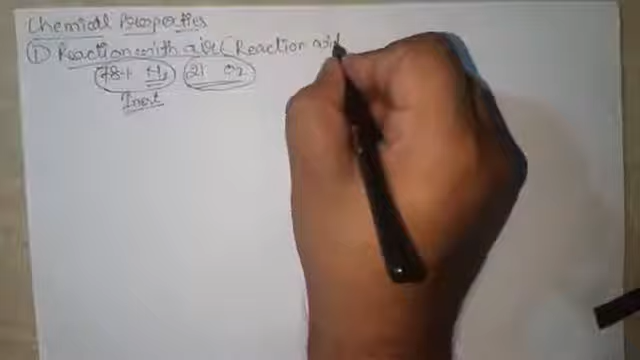 Chemical Properties
① Reaction with air (Reaction with
78% N₂ 21 O₂
Inert